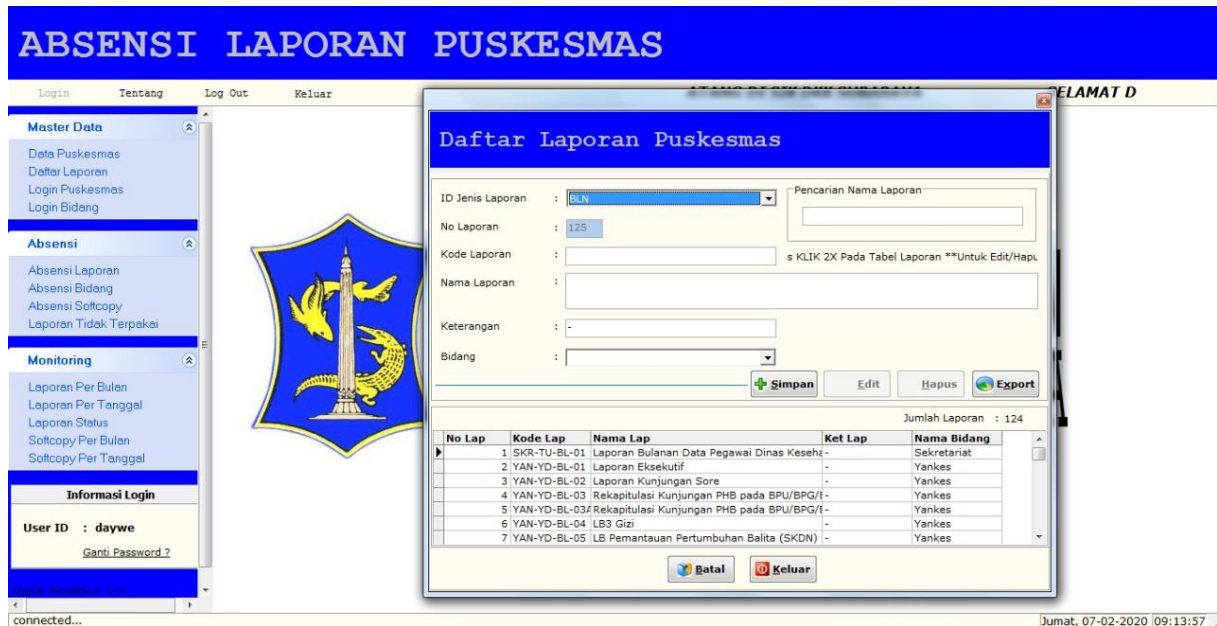 ABSENSI LAPORAN PUSKESMAS
Login Tentang Log Out Keluar
ELAMAT D
Master Data
Data Puskesmas
Daftar Laporan
Login Puskesmas
Login Bidang
Absensi
Absensi Laporan
Absensi Bidang
Absensi Softcopy
Laporan Tidak Terpakai
Monitoring
Laporan Per Bulan
Laporan Per Tanggal
Laporan Status
Softcopy Per Bulan
Softcopy Per Tanggal
Informasi Login
User ID : daywe
Ganti Password ?
Daftar Laporan Puskesmas
ID Jenis Laporan : BLN
Pencarian Nama Laporan
No Laporan : 125
Kode Laporan :
s KLIK 2X Pada Tabel Laporan **Untuk Edit/Hapu
Nama Laporan :
Keterangan : -
Bidang :
Simpan Edit Hapus Export
Jumlah Laporan : 124
No Lap Kode Lap Nama Lap Ket Lap Nama Bidang
1 SKR-TU-BL-01 Laporan Bulanan Data Pegawai Dinas Keseha - Sekretariat
2 YAN-YD-BL-01 Laporan Eksekutif - Yankes
3 YAN-YD-BL-02 Laporan Kunjungan Sore - Yankes
4 YAN-YD-BL-03 Rekapitulasi Kunjungan PHB pada BPU/BPG/ - Yankes
5 YAN-YD-BL-03A Rekapitulasi Kunjungan PHB pada BPU/BPG/ - Yankes
6 YAN-YD-BL-04 LB3 Gizi - Yankes
7 YAN-YD-BL-05 LB Pemantauan Pertumbuhan Balita (SKDN) - Yankes
Batal Keluar
connected...
Jumat, 07-02-2020 09:13:57